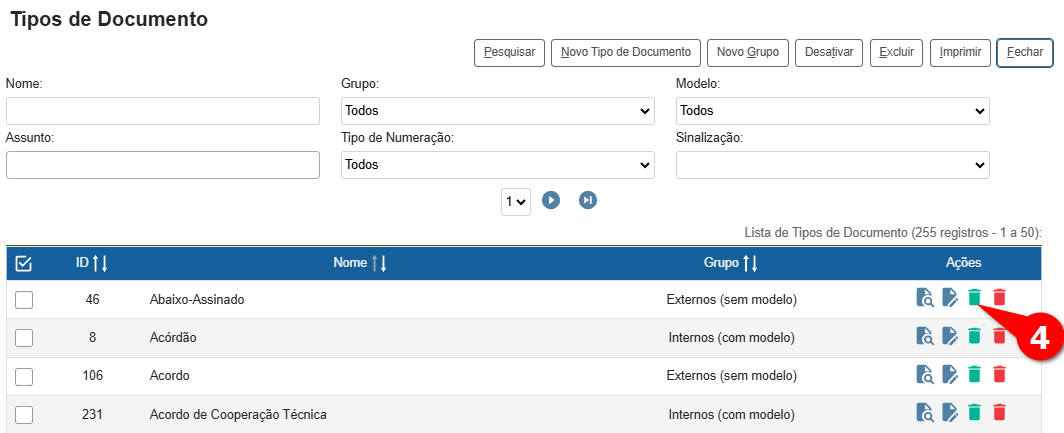 Tipos de Documento
Pesquisar Novo Tipo de Documento Novo Grupo Desativar Excluir Imprimir Fechar
Nome: Grupo: Modelo:
Todos Todos
Assunto: Tipo de Numeração: Sinalização:
Todos
1
Lista de Tipos de Documento (255 registros - 1 a 50):
ID Nome Grupo Ações
46 Abaixo-Assinado Externos (sem modelo)
8 Acórdão Internos (com modelo)
4
106 Acordo Externos (sem modelo)
231 Acordo de Cooperação Técnica Internos (com modelo)